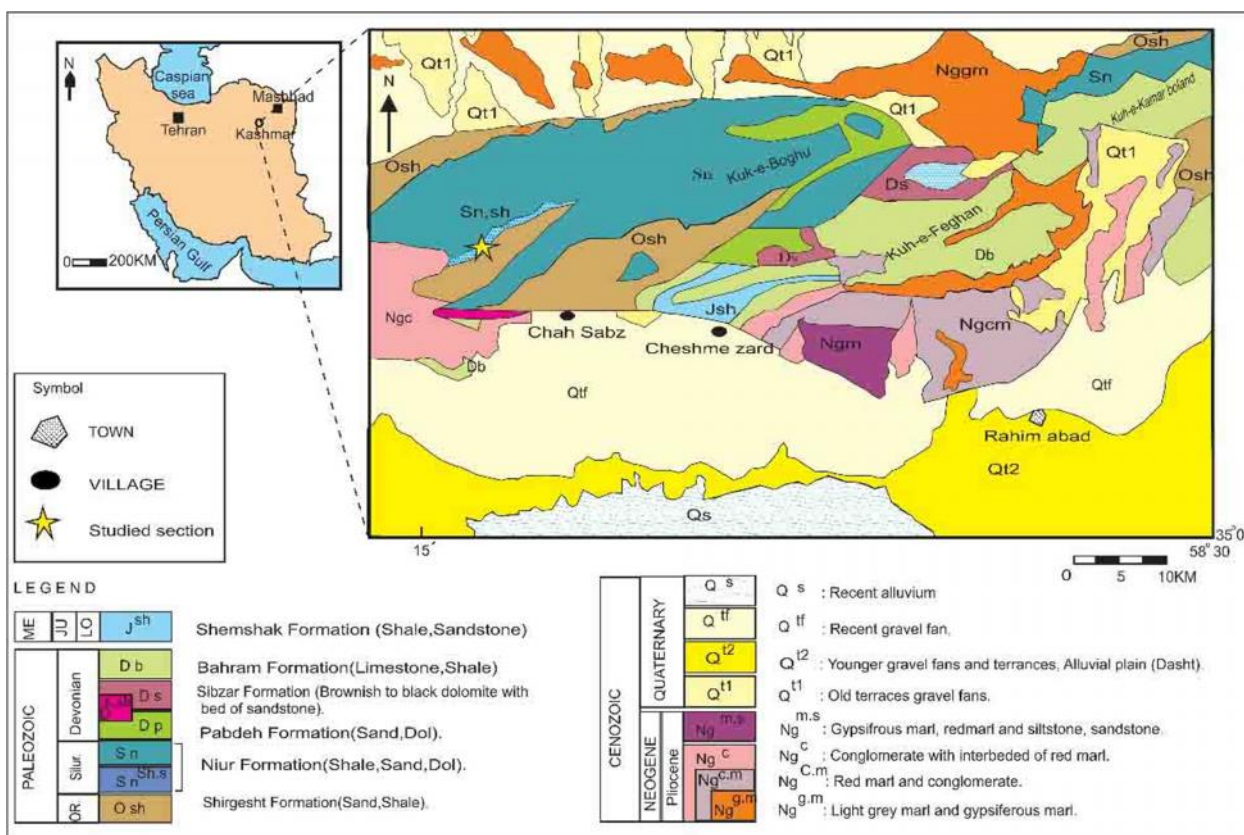 N
Caspian
sea
Mashhad
Tehran
Kashmar
Persian Gulf
0 200KM
N
Qt1
Qt1
Qt1
Nggm
Osh
Sn
Kuh-e-Kamar boland
Qt1
Osh
Sn
Kuk-e-Boghu
Qt1
Ds
Osh
Sn,sh
Osh
Kuh-e-Feghan
Ds
Db
Ngc
Jsh
Chah Sabz
Cheshme zard
Ngm
Ngcm
Db
Qtf
Qtf
Rahim abad
Qt2
Qs
15'
35°0
58° 30
0 5 10KM
Symbol
TOWN
VILLAGE
Studied section
LEGEND
ME JU LO J sh Shemshak Formation (Shale,Sandstone)
PALEOZOIC
Devonian
D b Bahram Formation(Limestone,Shale)
D s Sibzar Formation (Brownish to black dolomite with
bed of sandstone).
D p Pabdeh Formation(Sand,Dol).
Silur. S n Niur Formation(Shale,Sand,Dol).
S n Sh.s
OR. O sh Shirgesht Formation(Sand,Shale).
CENOZOIC
QUATERNARY
Q s Q s : Recent alluvium
Q tf Q tf : Recent gravel fan.
Q t2 Q t2 : Younger gravel fans and terrances, Alluvial plain (Dasht).
Q t1 Q t1 : Old terraces gravel fans.
NEOGENE
Pliocene
Ng m.s Ng m.s : Gypsifrous marl, redmarl and siltstone, sandstone.
Ng c Ng c : Conglomerate with interbeded of red marl.
Ng c.m Ng C.m : Red marl and conglomerate.
Ng g.m Ng g.m : Light grey marl and gypsiferous marl.